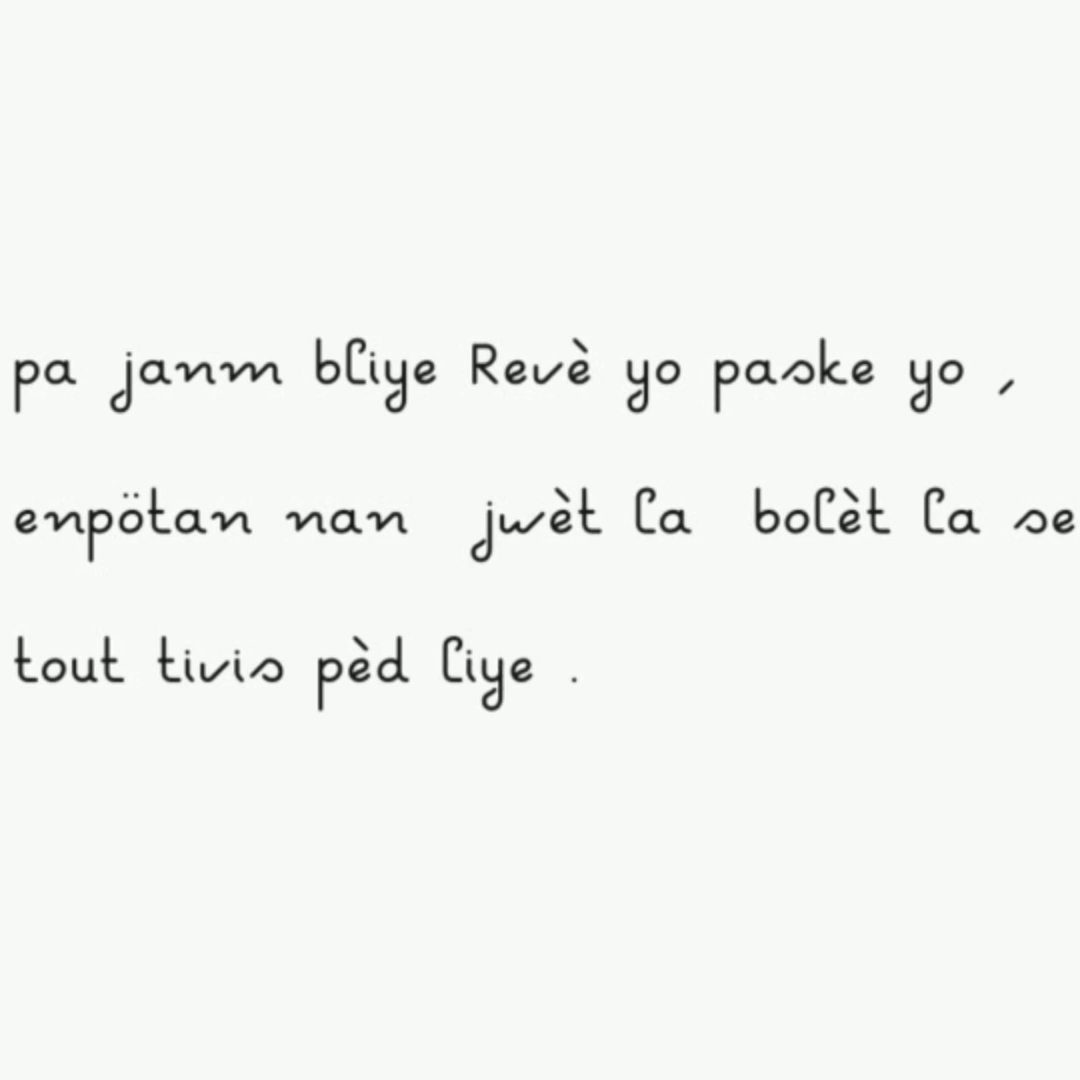 pa janm bliye Revè yo paske yo ,
enpötan nan jwèt la bolèt la se
tout tivis pèd liye .